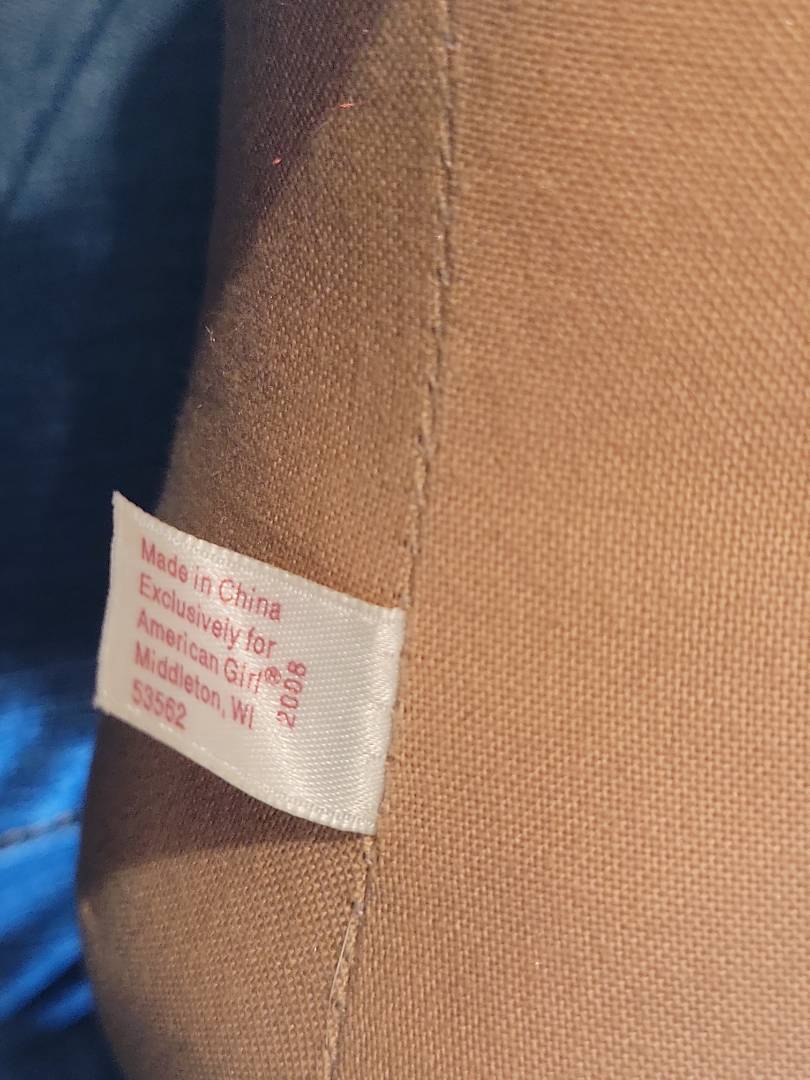 Made in China
Exclusively for
American Girl®
Middleton, WI
53562
2008